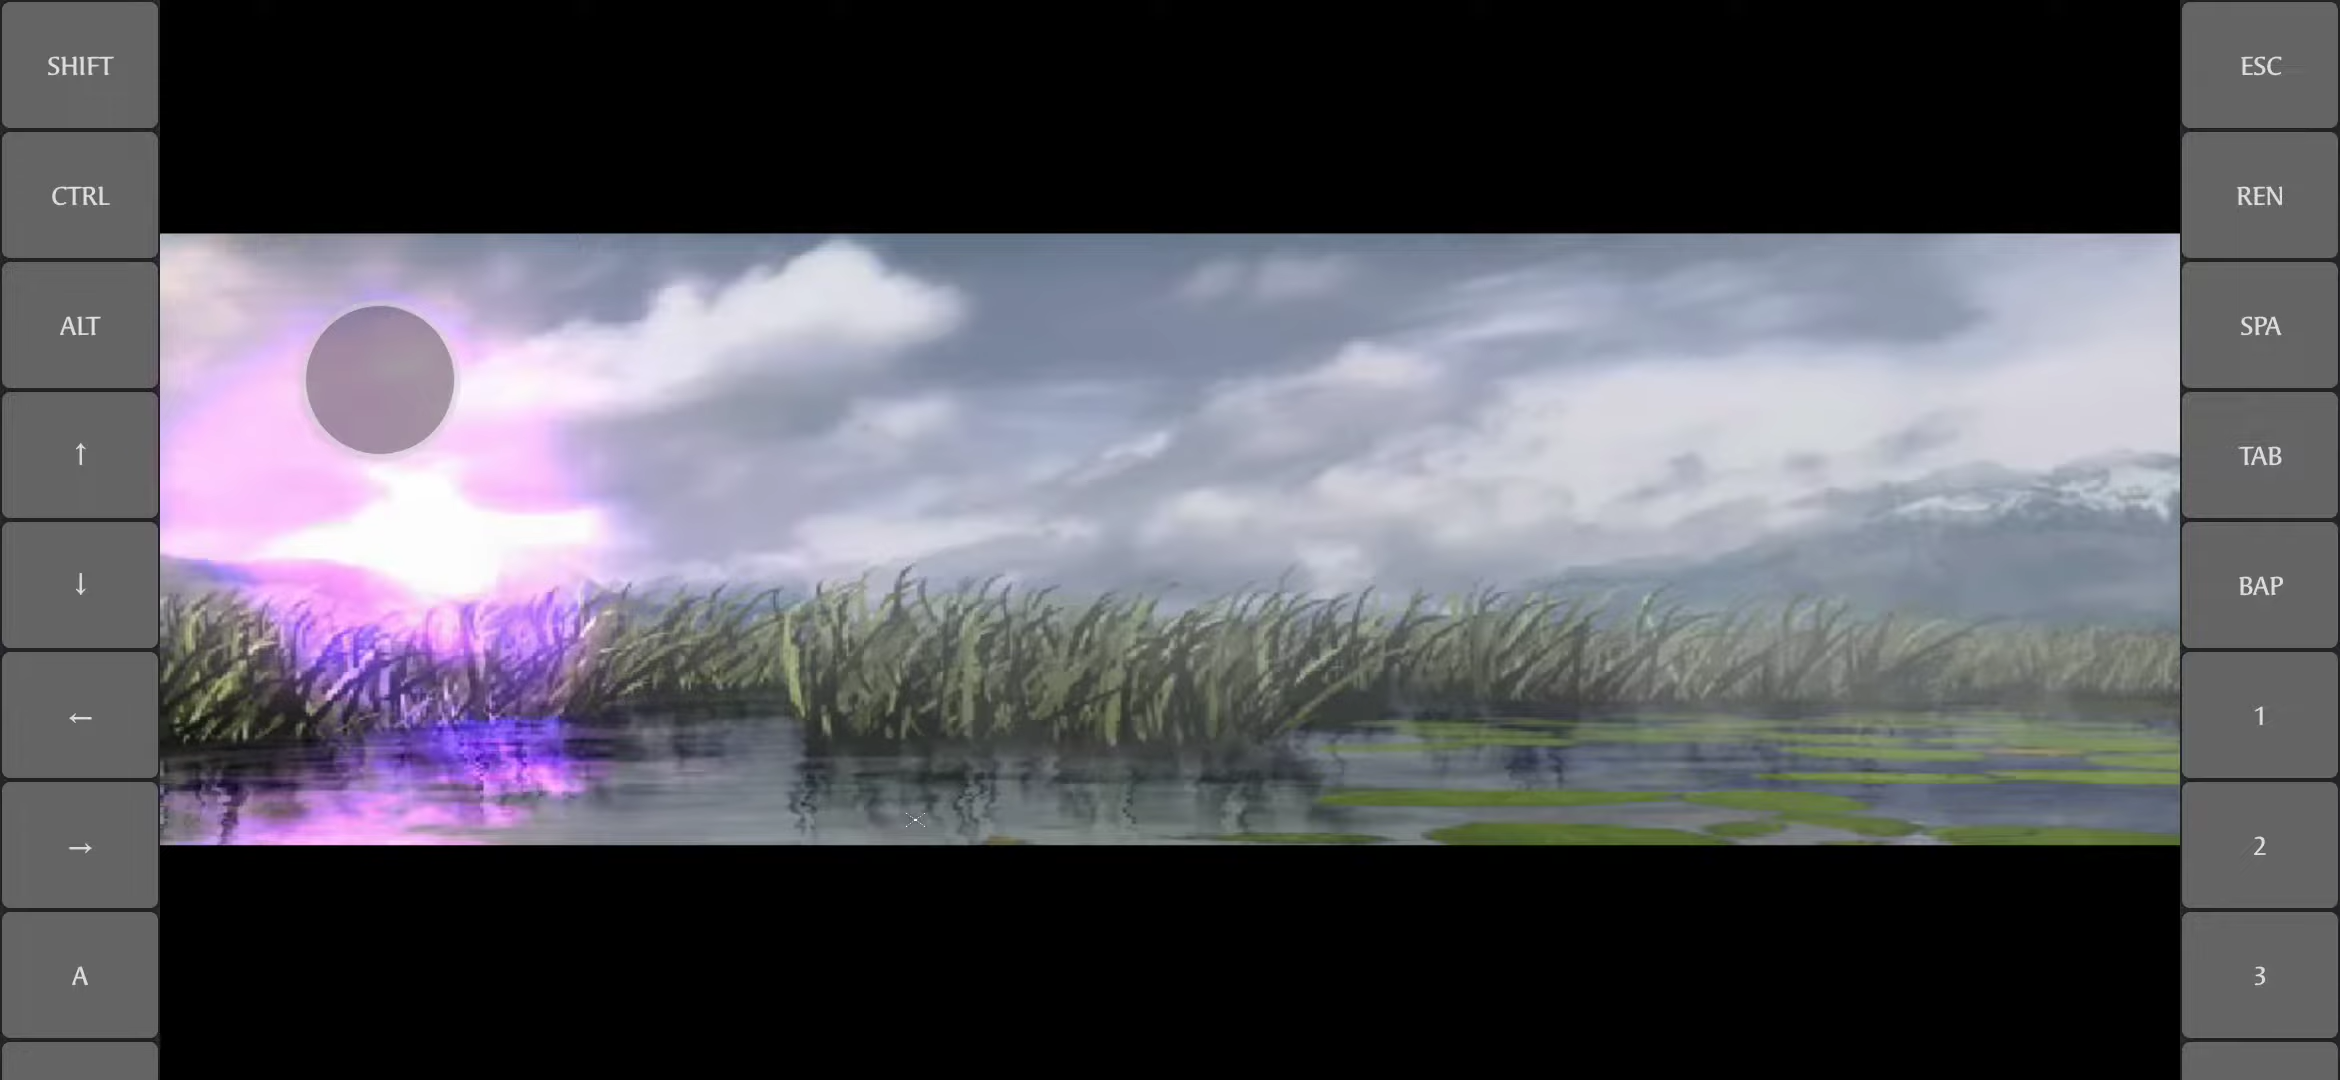 SHIFT
CTRL
ALT
↑
↓
←
→
A
ESC
REN
SPA
TAB
BAP
1
2
3